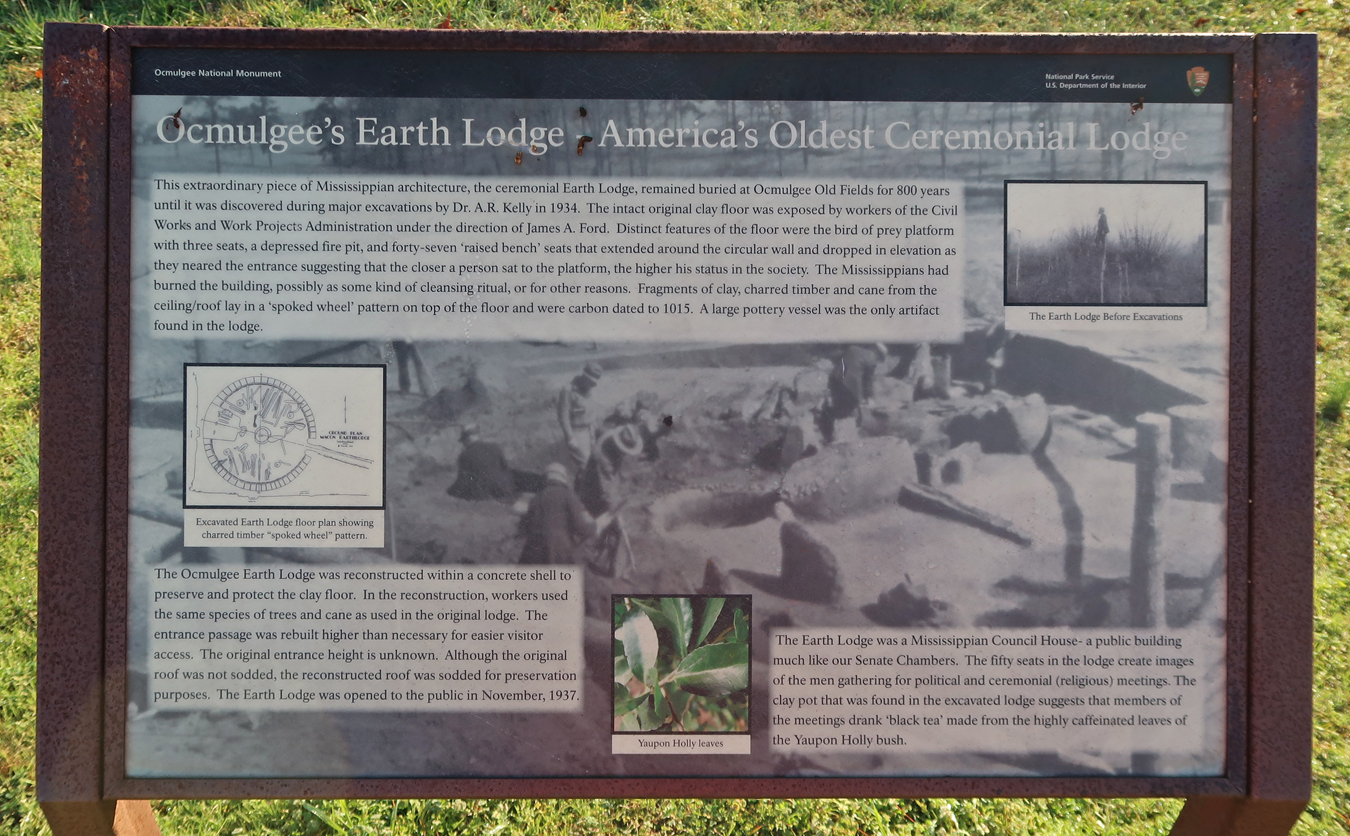 Ocmulgee National Monument
National Park Service
U.S. Department of the Interior
Ocmulgee's Earth Lodge - America's Oldest Ceremonial Lodge
This extraordinary piece of Mississippian architecture, the ceremonial Earth Lodge, remained buried at Ocmulgee Old Fields for 800 years
until it was discovered during major excavations by Dr. A.R. Kelly in 1934. The intact original clay floor was exposed by workers of the Civil
Works and Work Projects Administration under the direction of James A. Ford. Distinct features of the floor were the bird of prey platform
with three seats, a depressed fire pit, and forty-seven 'raised bench' seats that extended around the circular wall and dropped in elevation as
they neared the entrance suggesting that the closer a person sat to the platform, the higher his status in the society. The Mississippians had
burned the building, possibly as some kind of cleansing ritual, or for other reasons. Fragments of clay, charred timber and cane from the
ceiling/roof lay in a 'spoked wheel' pattern on top of the floor and were carbon dated to 1015. A large pottery vessel was the only artifact
found in the lodge.
The Earth Lodge Before Excavations
GROUND PLAN
MACON EARTHLODGE
Excavated Earth Lodge floor plan showing
charred timber "spoked wheel" pattern.
The Ocmulgee Earth Lodge was reconstructed within a concrete shell to
preserve and protect the clay floor. In the reconstruction, workers used
the same species of trees and cane as used in the original lodge. The
entrance passage was rebuilt higher than necessary for easier visitor
access. The original entrance height is unknown. Although the original
roof was not sodded, the reconstructed roof was sodded for preservation
purposes. The Earth Lodge was opened to the public in November, 1937.
Yaupon Holly leaves
The Earth Lodge was a Mississippian Council House- a public building
much like our Senate Chambers. The fifty seats in the lodge create images
of the men gathering for political and ceremonial (religious) meetings. The
clay pot that was found in the excavated lodge suggests that members of
the meetings drank 'black tea' made from the highly caffeinated leaves of
the Yaupon Holly bush.